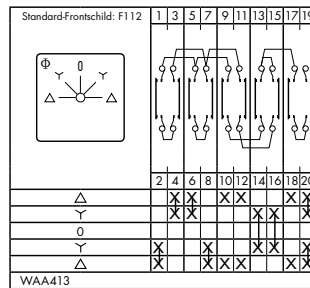 Standard-Frontschild: F112
1 3 5 7 9 11 13 15 17 19
0
2 4 6 8 10 12 14 16 18 20
X X X X X X
X X X X X
0
X X X X X
X X X X X X
WAA413